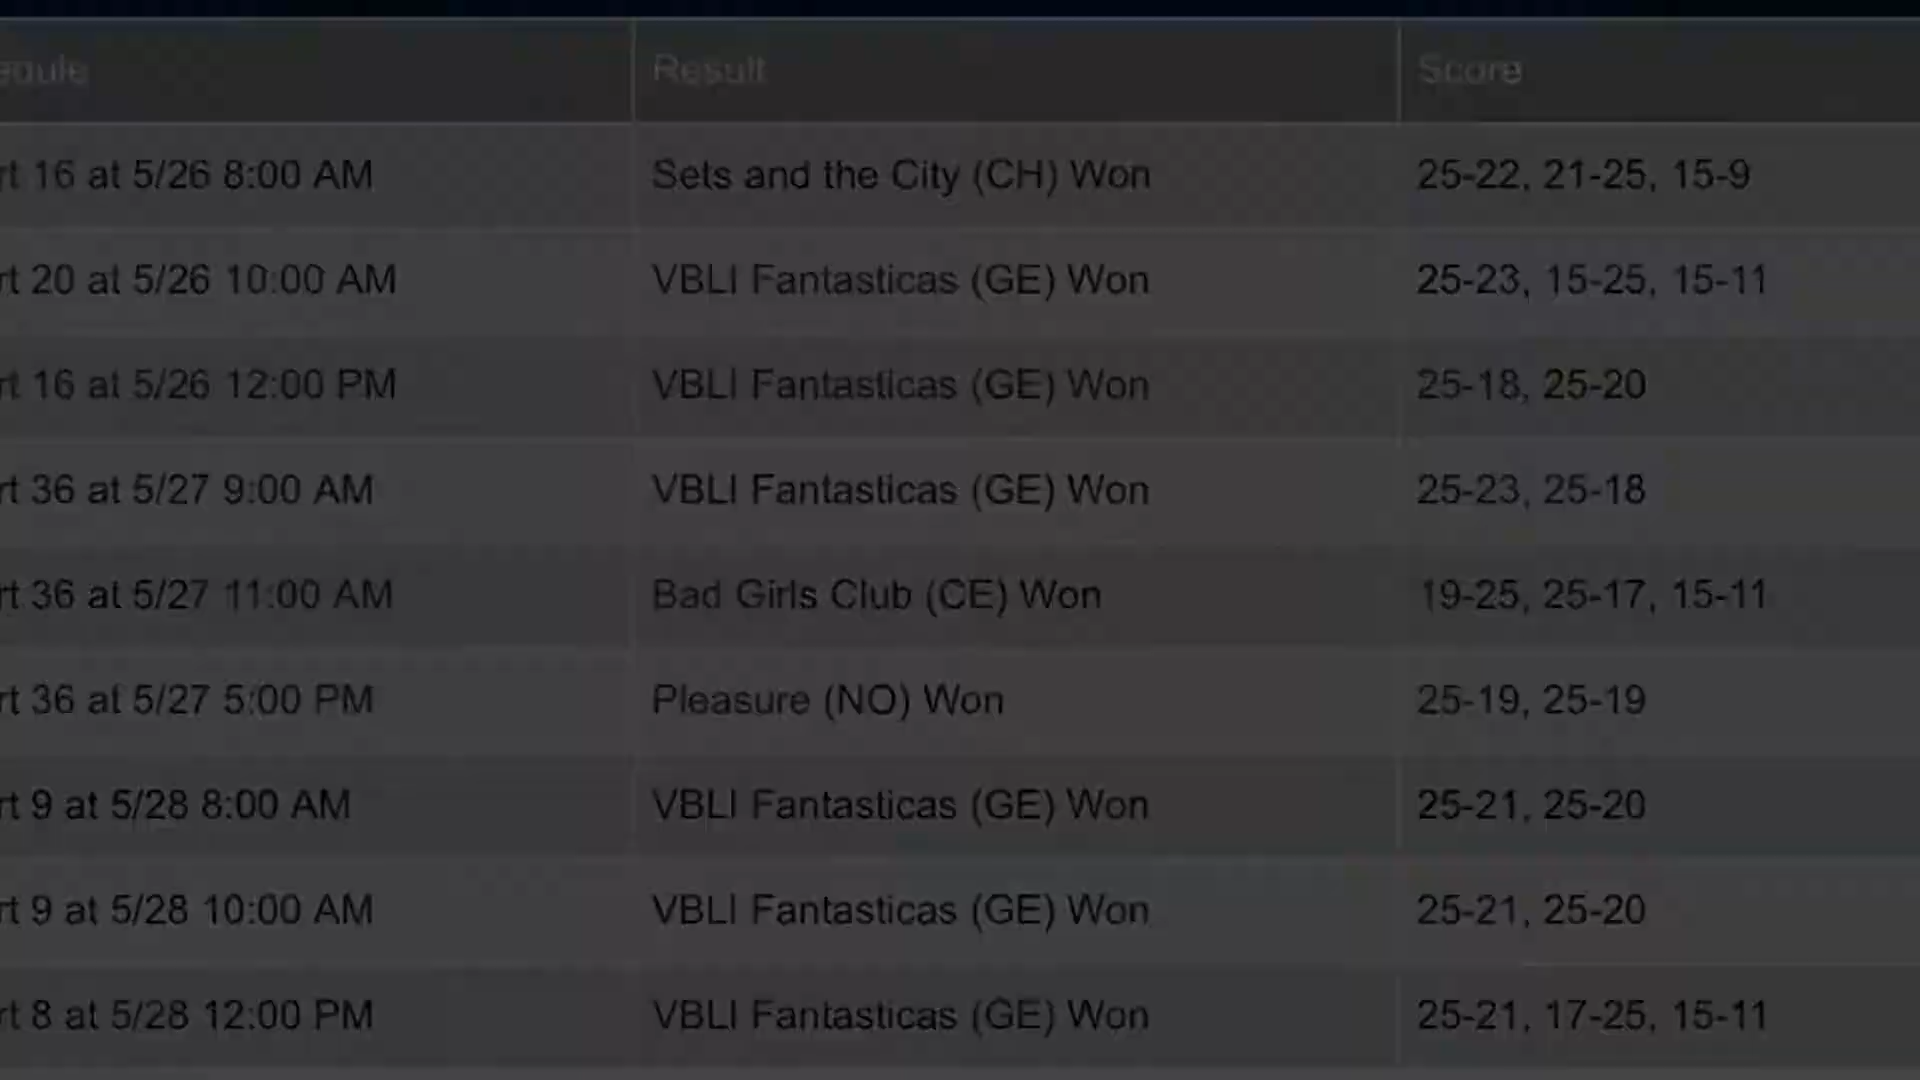 edule Result Score
rt 16 at 5/26 8:00 AM Sets and the City (CH) Won 25-22, 21-25, 15-9
rt 20 at 5/26 10:00 AM VBLI Fantasticas (GE) Won 25-23, 15-25, 15-11
rt 16 at 5/26 12:00 PM VBLI Fantasticas (GE) Won 25-18, 25-20
rt 36 at 5/27 9:00 AM VBLI Fantasticas (GE) Won 25-23, 25-18
rt 36 at 5/27 11:00 AM Bad Girls Club (CE) Won 19-25, 25-17, 15-11
rt 36 at 5/27 5:00 PM Pleasure (NO) Won 25-19, 25-19
rt 9 at 5/28 8:00 AM VBLI Fantasticas (GE) Won 25-21, 25-20
rt 9 at 5/28 10:00 AM VBLI Fantasticas (GE) Won 25-21, 25-20
rt 8 at 5/28 12:00 PM VBLI Fantasticas (GE) Won 25-21, 17-25, 15-11